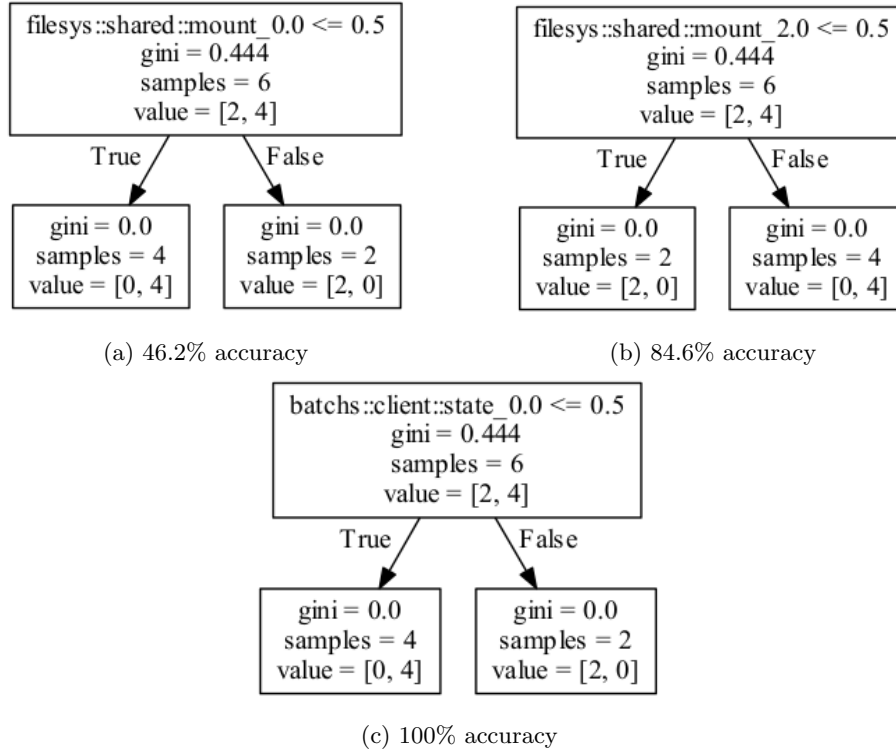 filesys::shared::mount_0.0 <= 0.5
gini = 0.444
samples = 6
value = [2, 4]
True
False
gini = 0.0
samples = 4
value = [0, 4]
gini = 0.0
samples = 2
value = [2, 0]
(a) 46.2% accuracy
filesys::shared::mount_2.0 <= 0.5
gini = 0.444
samples = 6
value = [2, 4]
True
False
gini = 0.0
samples = 2
value = [2, 0]
gini = 0.0
samples = 4
value = [0, 4]
(b) 84.6% accuracy
batchs::client::state_0.0 <= 0.5
gini = 0.444
samples = 6
value = [2, 4]
True
False
gini = 0.0
samples = 4
value = [0, 4]
gini = 0.0
samples = 2
value = [2, 0]
(c) 100% accuracy